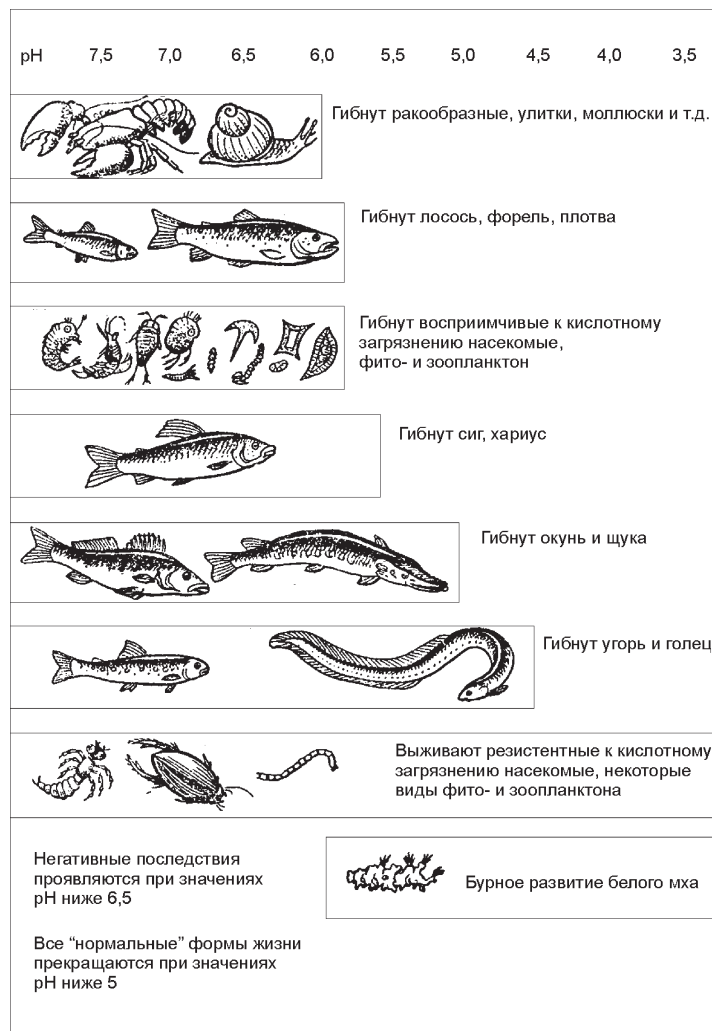 pH 7,5 7,0 6,5 6,0 5,5 5,0 4,5 4,0 3,5
Гибнут ракообразные, улитки, моллюски и т.д.
Гибнут лосось, форель, плотва
Гибнут восприимчивые к кислотному
загрязнению насекомые,
фито- и зоопланктон
Гибнут сиг, хариус
Гибнут окунь и щука
Гибнут угорь и голец
Выживают резистентные к кислотному
загрязнению насекомые, некоторые
виды фито- и зоопланктона
Негативные последствия
проявляются при значениях
pH ниже 6,5
Бурное развитие белого мха
Все “нормальные” формы жизни
прекращаются при значениях
pH ниже 5